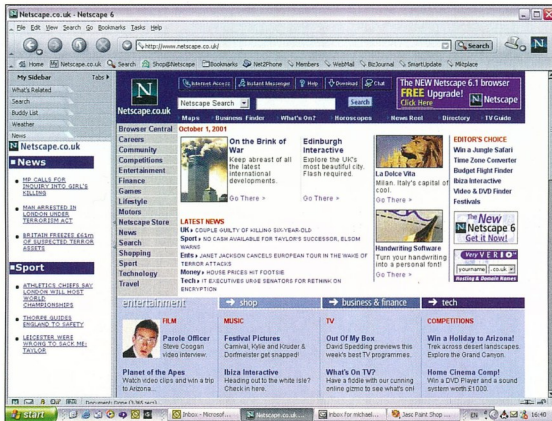 Netscape.co.uk - Netscape 6
File Edit View Search Go Bookmarks Tasks Help
http://www.netscape.co.uk/
Search
Home My Netscape.co.uk Search Shop@Netscape Bookmarks Net2Phone Members WebMail BizJournal SmartUpdate Mktplace
My Sidebar Tabs
What's Related
Search
Buddy List
Weather
News
Netscape.co.uk
News
MP CALLS FOR
INQUIRY INTO GIRL'S
KILLING
MAN ARRESTED IN
LONDON UNDER
TERRORISM ACT
BRITAIN FREEZES £61m
OF SUSPECTED TERROR
ASSETS
Sport
ATHLETICS CHIEFS SAY
LONDON WILL HOST
WORLD
CHAMPIONSHIPS
THORPE GUIDES
ENGLAND TO SAFETY
LEICESTER WERE
WRONG TO SACK ME:
TAYLOR
N
Netscape.co.uk
Internet Access Instant Messenger Help Download Chat
Netscape Search Search
The NEW Netscape 6.1 browser
FREE Upgrade!
Click Here
N Netscape
Maps Business Finder What's On? Horoscopes News Reel Directory TV Guide
Browser Central
Careers
Community
Competitions
Entertainment
Finance
Games
Lifestyle
Motors
Netscape Store
News
Search
Shopping
Sport
Technology
Travel
October 1, 2001
On the Brink of
War
Keep abreast of all
the latest
international
developments.
Go There >
Edinburgh
Interactive
Explore the UK's
most beautiful city.
Flash required.
Go There >
LATEST NEWS
UK COUPLE GUILTY OF KILLING SIX-YEAR-OLD
Sport NO CASH AVAILABLE FOR TAYLOR'S SUCCESSOR, ELSOM
WARNS
Ents JANET JACKSON CANCELS EUROPEAN TOUR IN THE WAKE OF
TERROR ATTACKS
Money HOUSE PRICES HIT FOOTSIE
Tech IT EXECUTIVES URGE SENATORS FOR RETHINK ON
ENCRYPTION
La Dolce Vita
Milan. Italy's capital of
cool.
Go There >
Handwriting Software
Turn your handwriting
into a personal font!
Go There >
EDITOR'S CHOICE
Win a Jungle Safari
Time Zone Converter
Budget Flight Finder
Ibiza Interactive
Video & DVD Finder
Festivals
The New
Netscape 6
Get it Now!
Very VERIO
yourname .co.uk
Hosting & Domain Names
entertainment
shop
business & finance
tech
FILM
Parole Officer
Steve Coogan
video interview.
Planet of the Apes
Watch video clips and win a trip
to Arizona...
MUSIC
Festival Pictures
Carnival, Kylie and Kruder &
Dorfmeister get snapped!
Ibiza Interactive
Heading out to the white isle?
Check in here.
TV
Out Of My Box
David Spedding previews this
week's best TV programmes.
What's On TV?
Have a fiddle with our cunning
online gizmo to see what's on!
COMPETITIONS
Win a Holiday to Arizona!
Trek across desert landscapes.
Explore the Grand Canyon.
Home Cinema Comp!
Win a DVD Player and a sound
system worth £1000.
start
Inbox - Microsof...
Netscape.co.uk...
Inbox for michael...
Jasc Paint Shop ...
EN
16:40